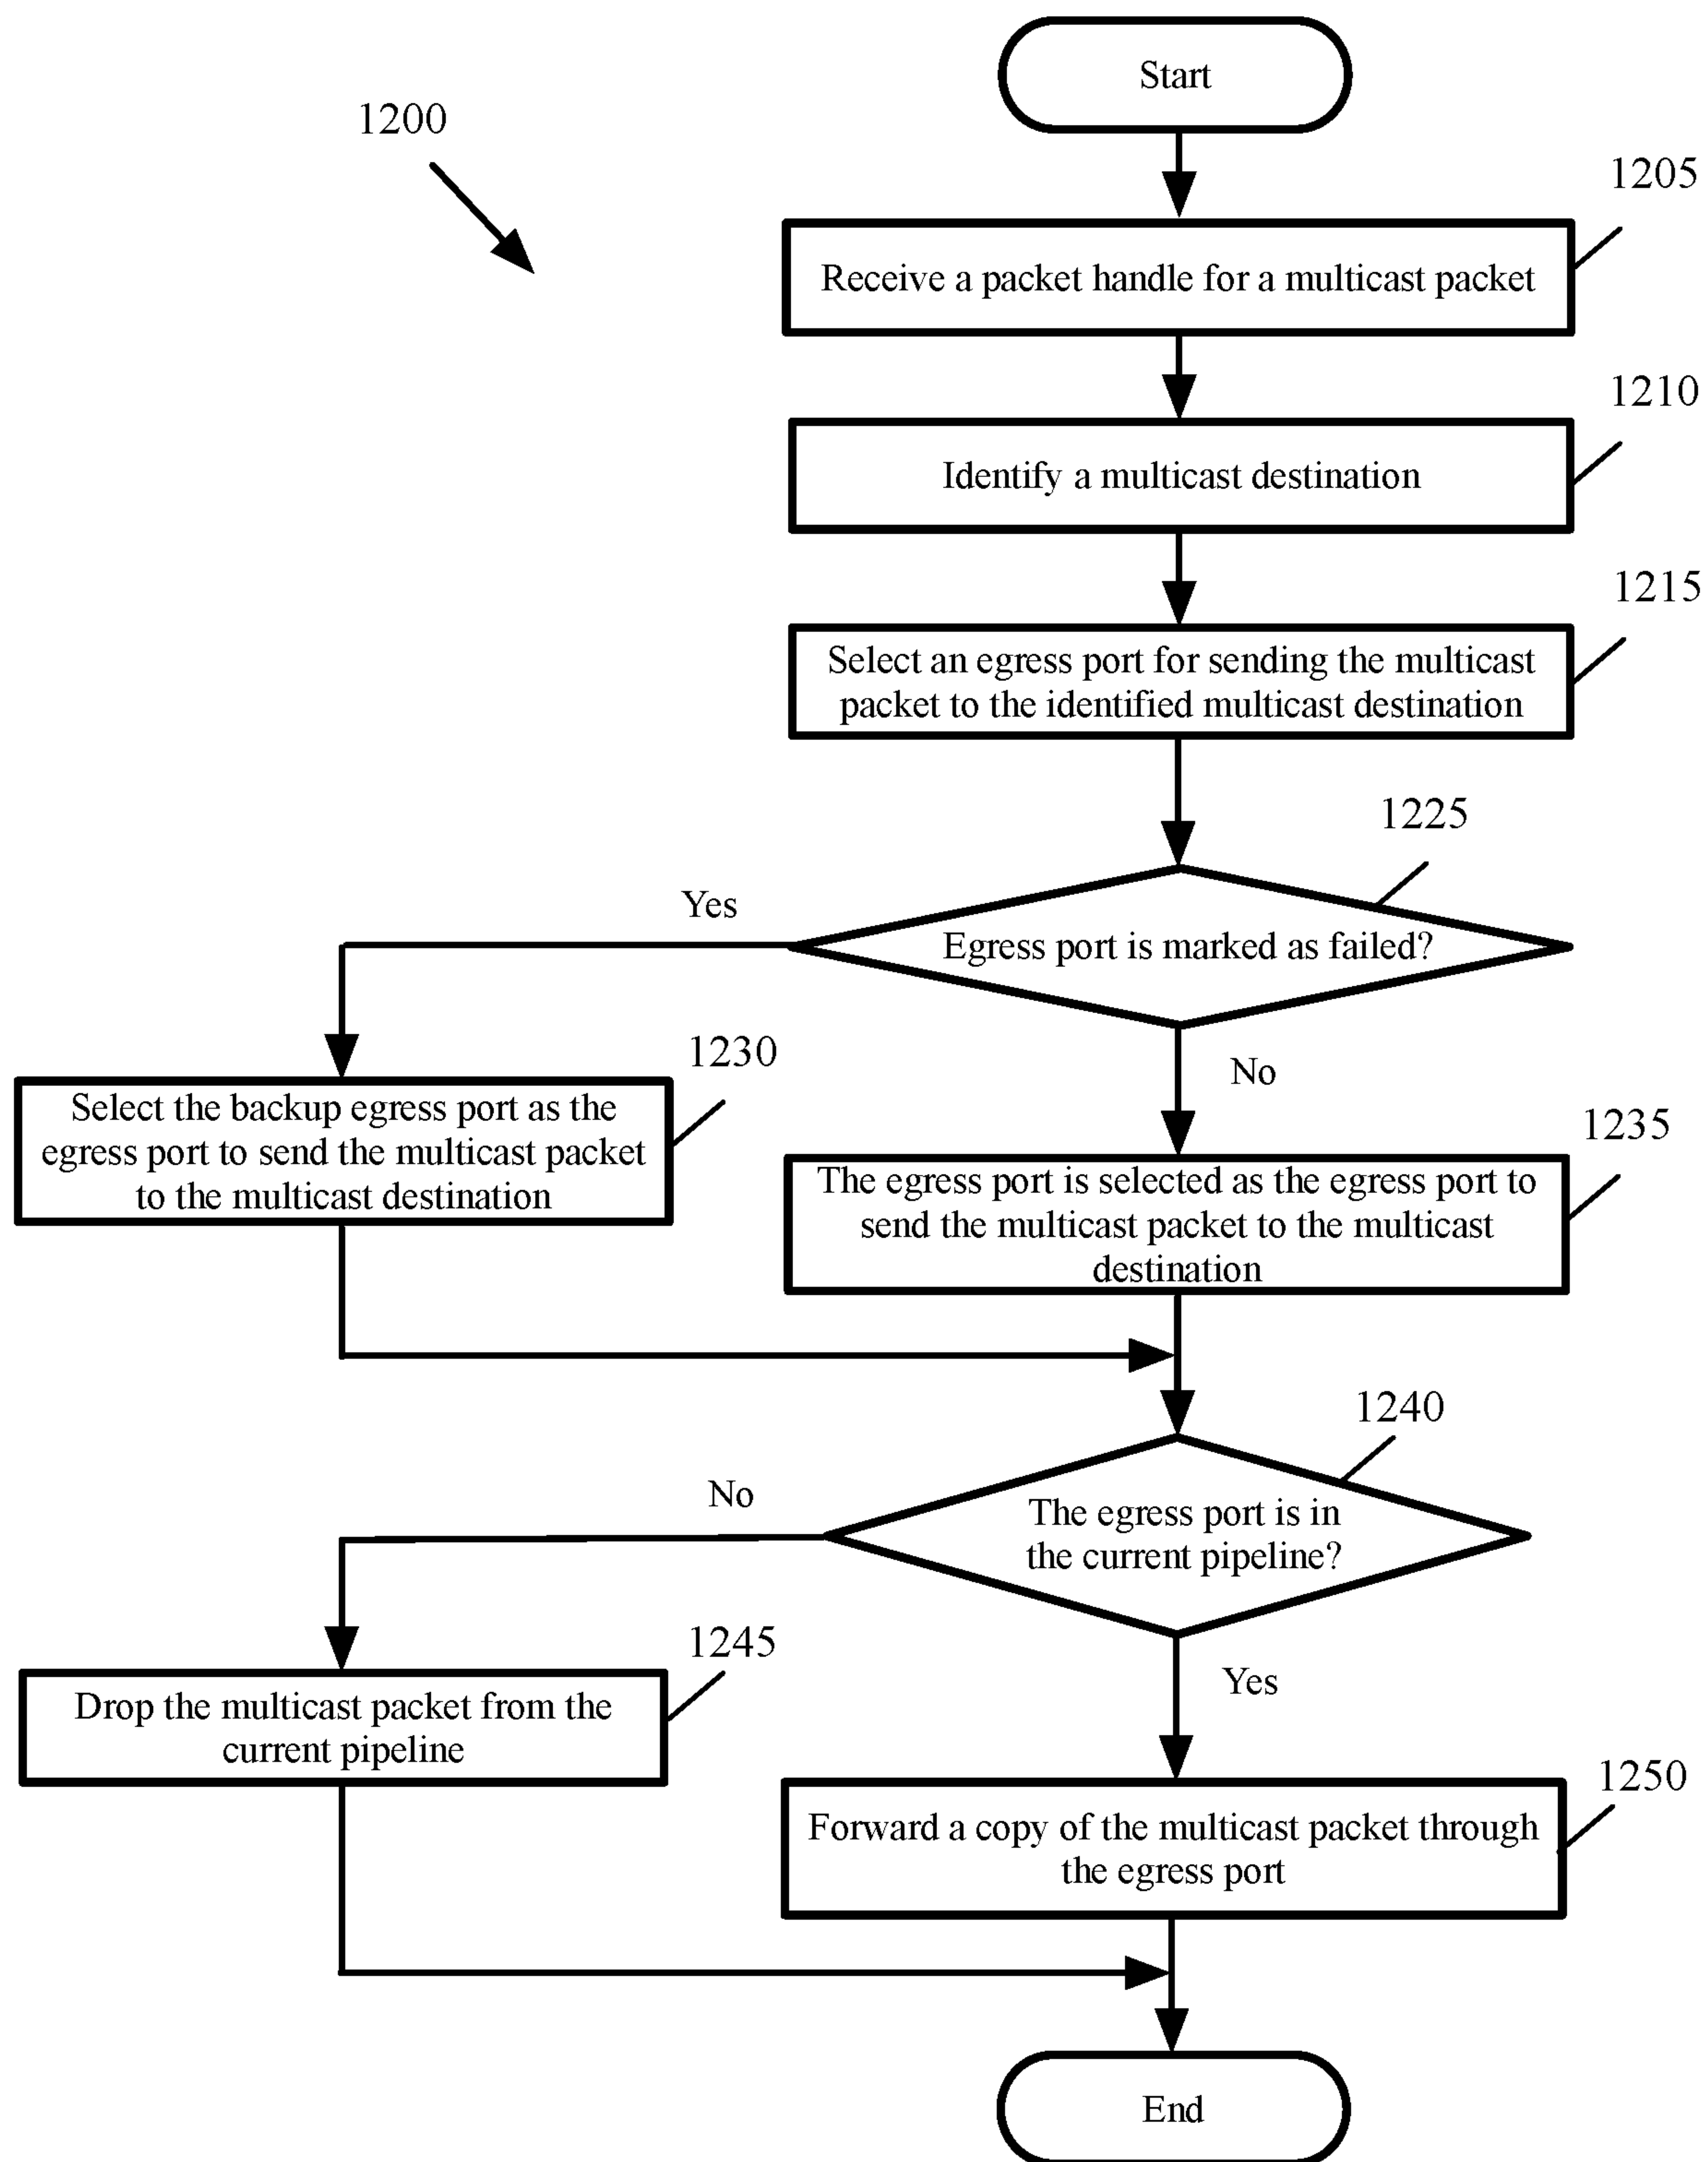 Start
1200
1205
Receive a packet handle for a multicast packet
1210
Identify a multicast destination
1215
Select an egress port for sending the multicast
packet to the identified multicast destination
1225
Yes
Egress port is marked as failed?
No
1230
Select the backup egress port as the
egress port to send the multicast packet
to the multicast destination
1235
The egress port is selected as the egress port to
send the multicast packet to the multicast
destination
1240
No
The egress port is in
the current pipeline?
Yes
1245
Drop the multicast packet from the
current pipeline
1250
Forward a copy of the multicast packet through
the egress port
End